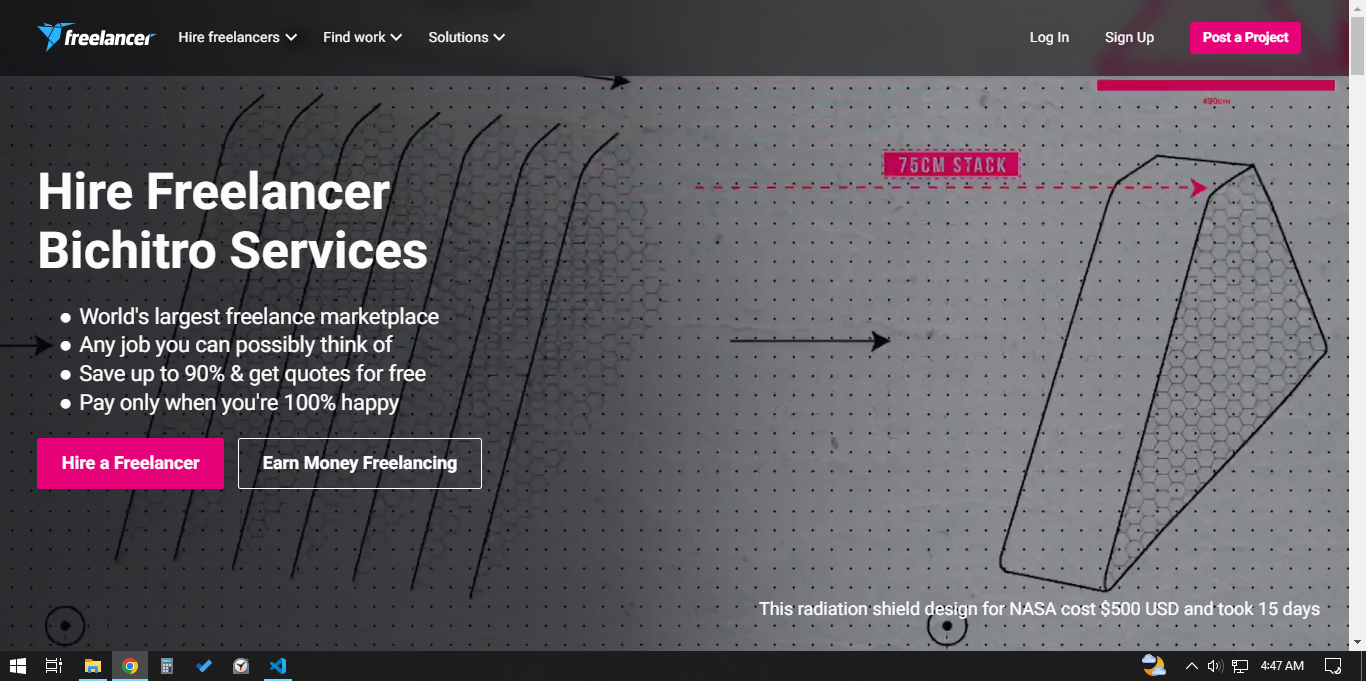 freelancer
Hire freelancers
Find work
Solutions
Log In
Sign Up
Post a Project
400cm
75CM STACK
Hire Freelancer
Bichitro Services
World's largest freelance marketplace
Any job you can possibly think of
Save up to 90% & get quotes for free
Pay only when you're 100% happy
Hire a Freelancer
Earn Money Freelancing
This radiation shield design for NASA cost $500 USD and took 15 days
4:47 AM